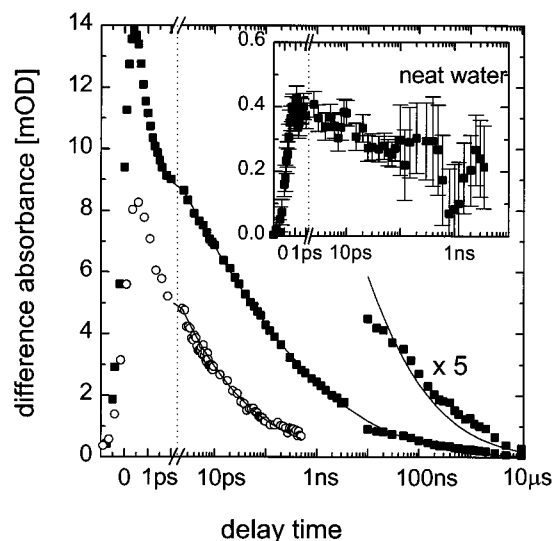 difference absorbance [mOD]
14
12
10
8
6
4
2
0
0.6
0.4
0.2
0.0
neat water
0 1ps 10ps 1ns
x 5
0 1ps 10ps 1ns 100ns 10µs
delay time